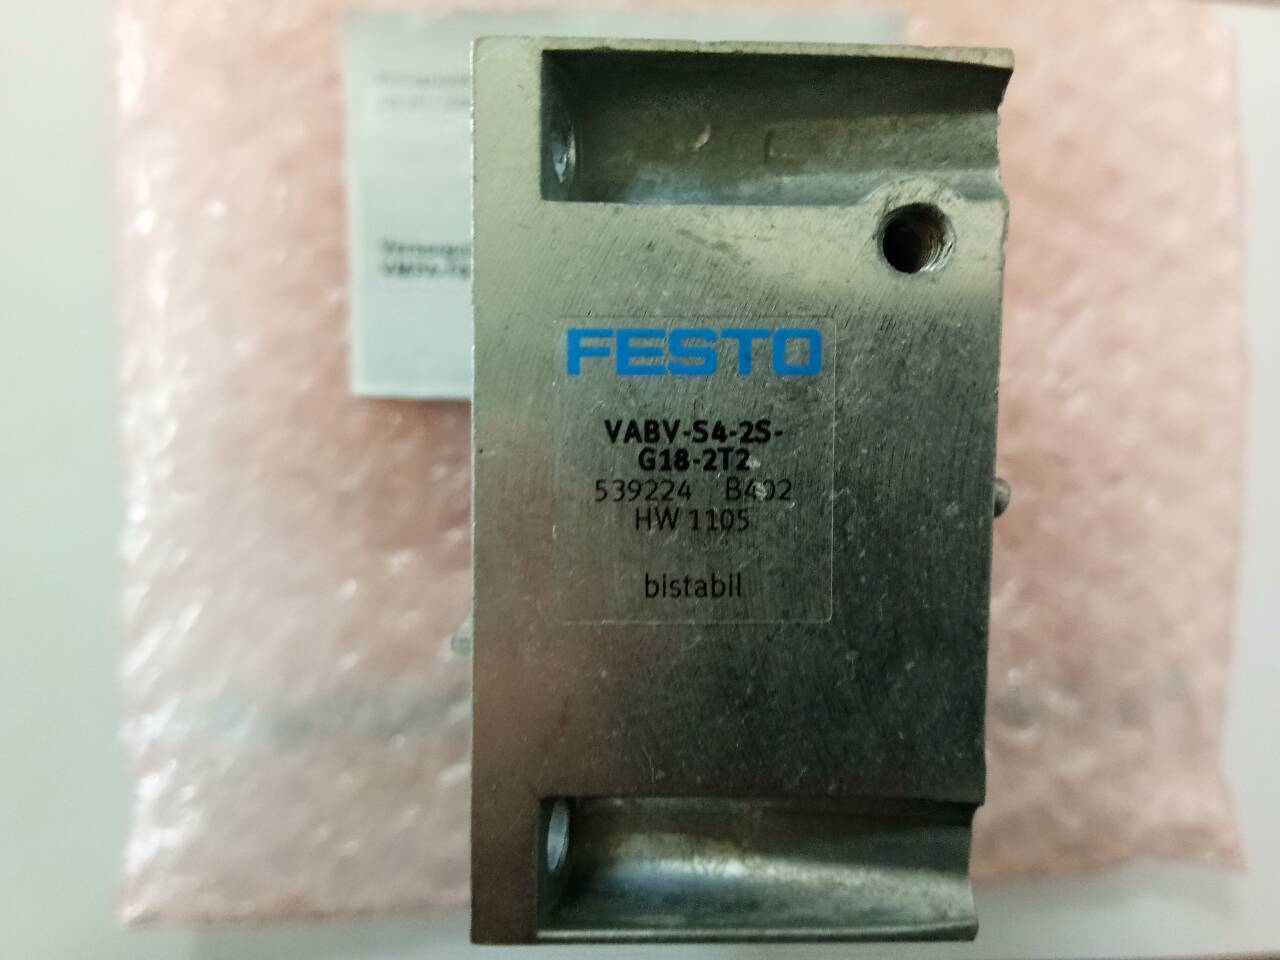 FESTO
VABV-S4-2S-
G18-2T2
539224 B402
HW 1105
bistabil